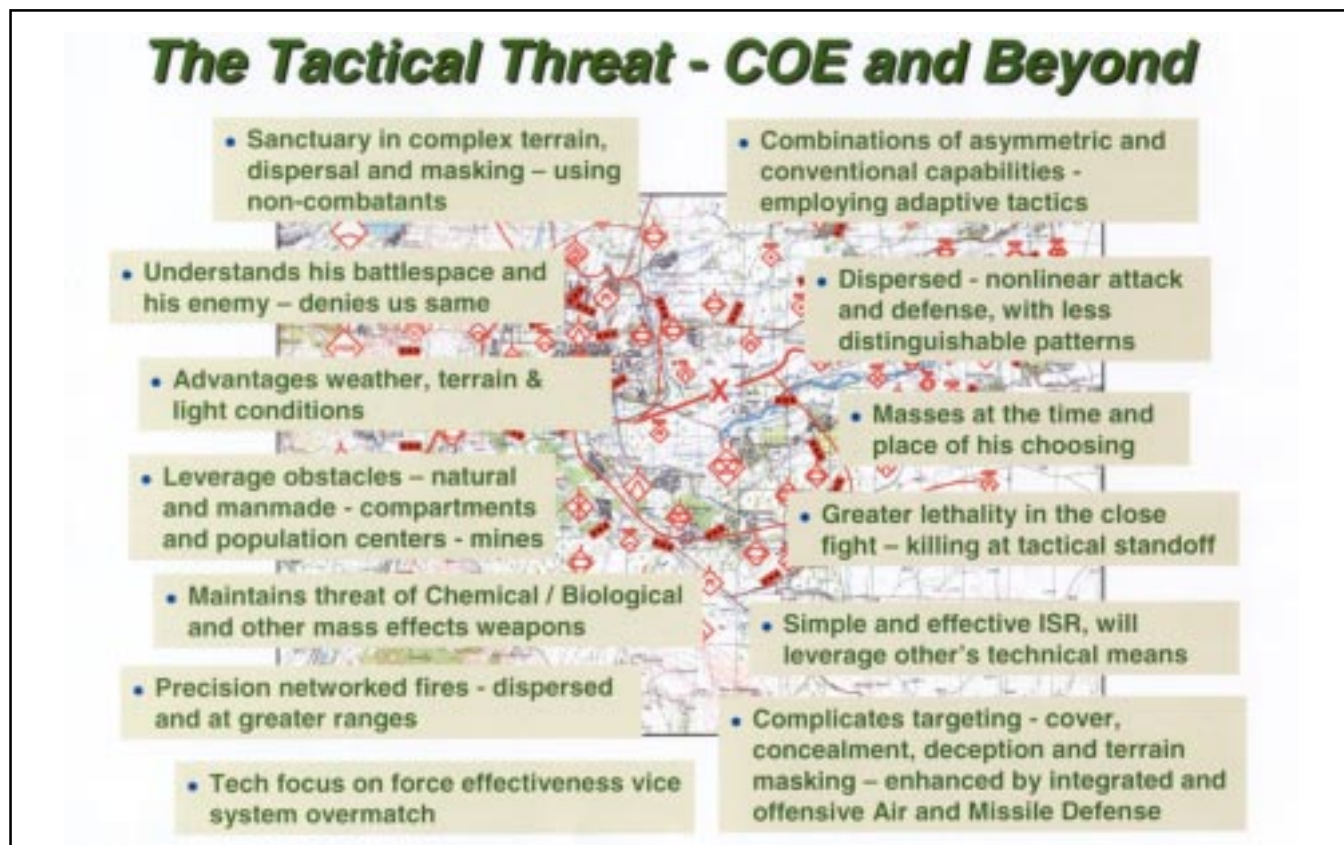 The Tactical Threat - COE and Beyond
• Sanctuary in complex terrain,
dispersal and masking – using
non-combatants
• Understands his battlespace and
his enemy – denies us same
• Advantages weather, terrain &
light conditions
• Leverage obstacles – natural
and manmade - compartments
and population centers - mines
• Maintains threat of Chemical / Biological
and other mass effects weapons
• Precision networked fires - dispersed
and at greater ranges
• Tech focus on force effectiveness vice
system overmatch
• Combinations of asymmetric and
conventional capabilities -
employing adaptive tactics
• Dispersed - nonlinear attack
and defense, with less
distinguishable patterns
• Masses at the time and
place of his choosing
• Greater lethality in the close
fight – killing at tactical standoff
• Simple and effective ISR, will
leverage other's technical means
• Complicates targeting - cover,
concealment, deception and terrain
masking – enhanced by integrated and
offensive Air and Missile Defense
X